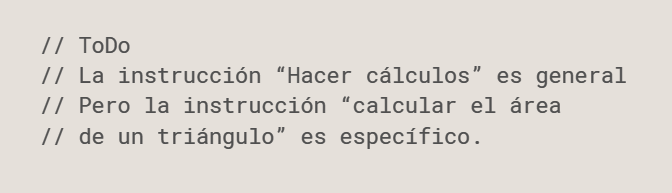 // ToDo
// La instrucción “Hacer cálculos” es general
// Pero la instrucción “calcular el área
// de un triángulo” es específico.